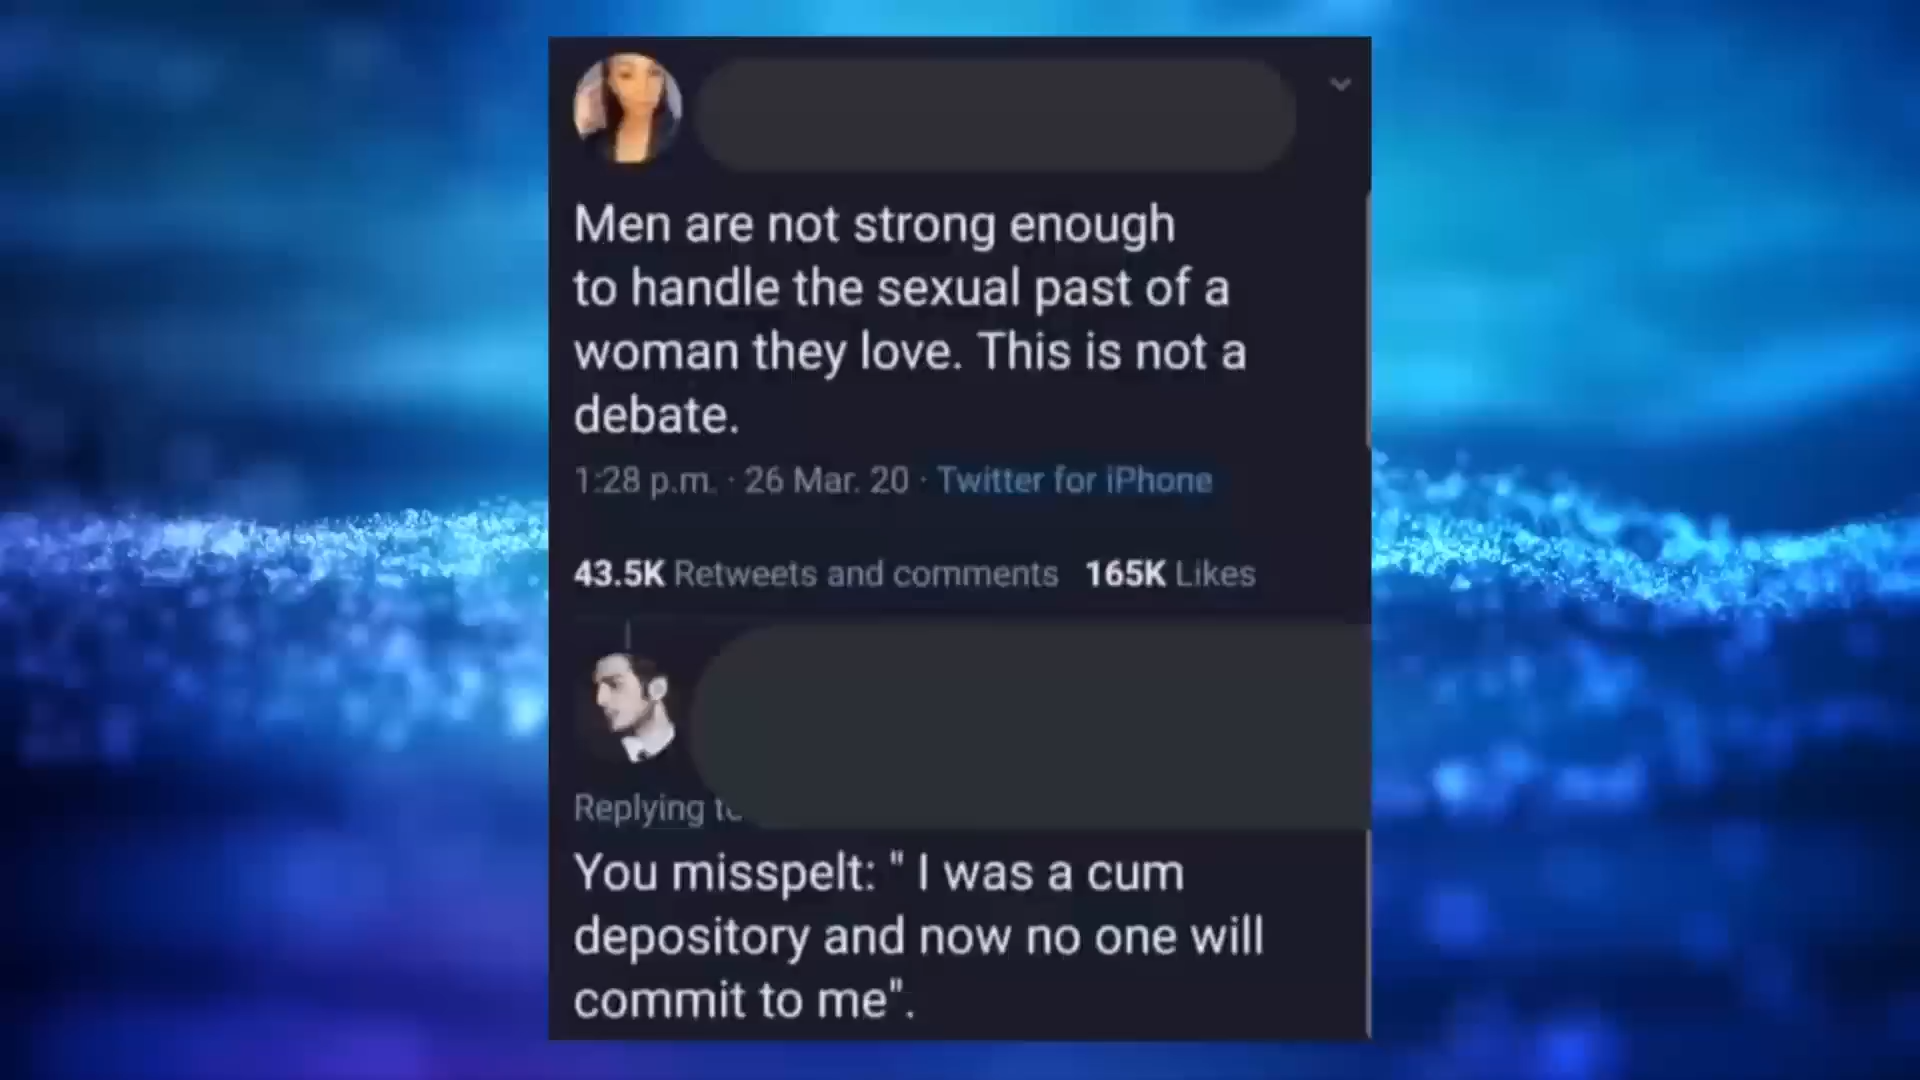 Men are not strong enough
to handle the sexual past of a
woman they love. This is not a
debate.
1:28 p.m. · 26 Mar. 20 · Twitter for iPhone
43.5K Retweets and comments 165K Likes
Replying
You misspelt: " I was a cum
depository and now no one will
commit to me".